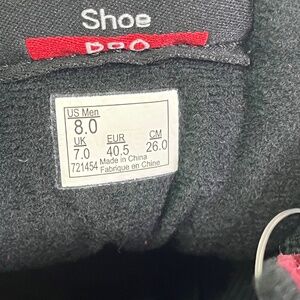 Shoe
PRO
US Men
8.0
UK EUR CM
7.0 40.5 26.0
721454 Made in China
Fabriqué en Chine